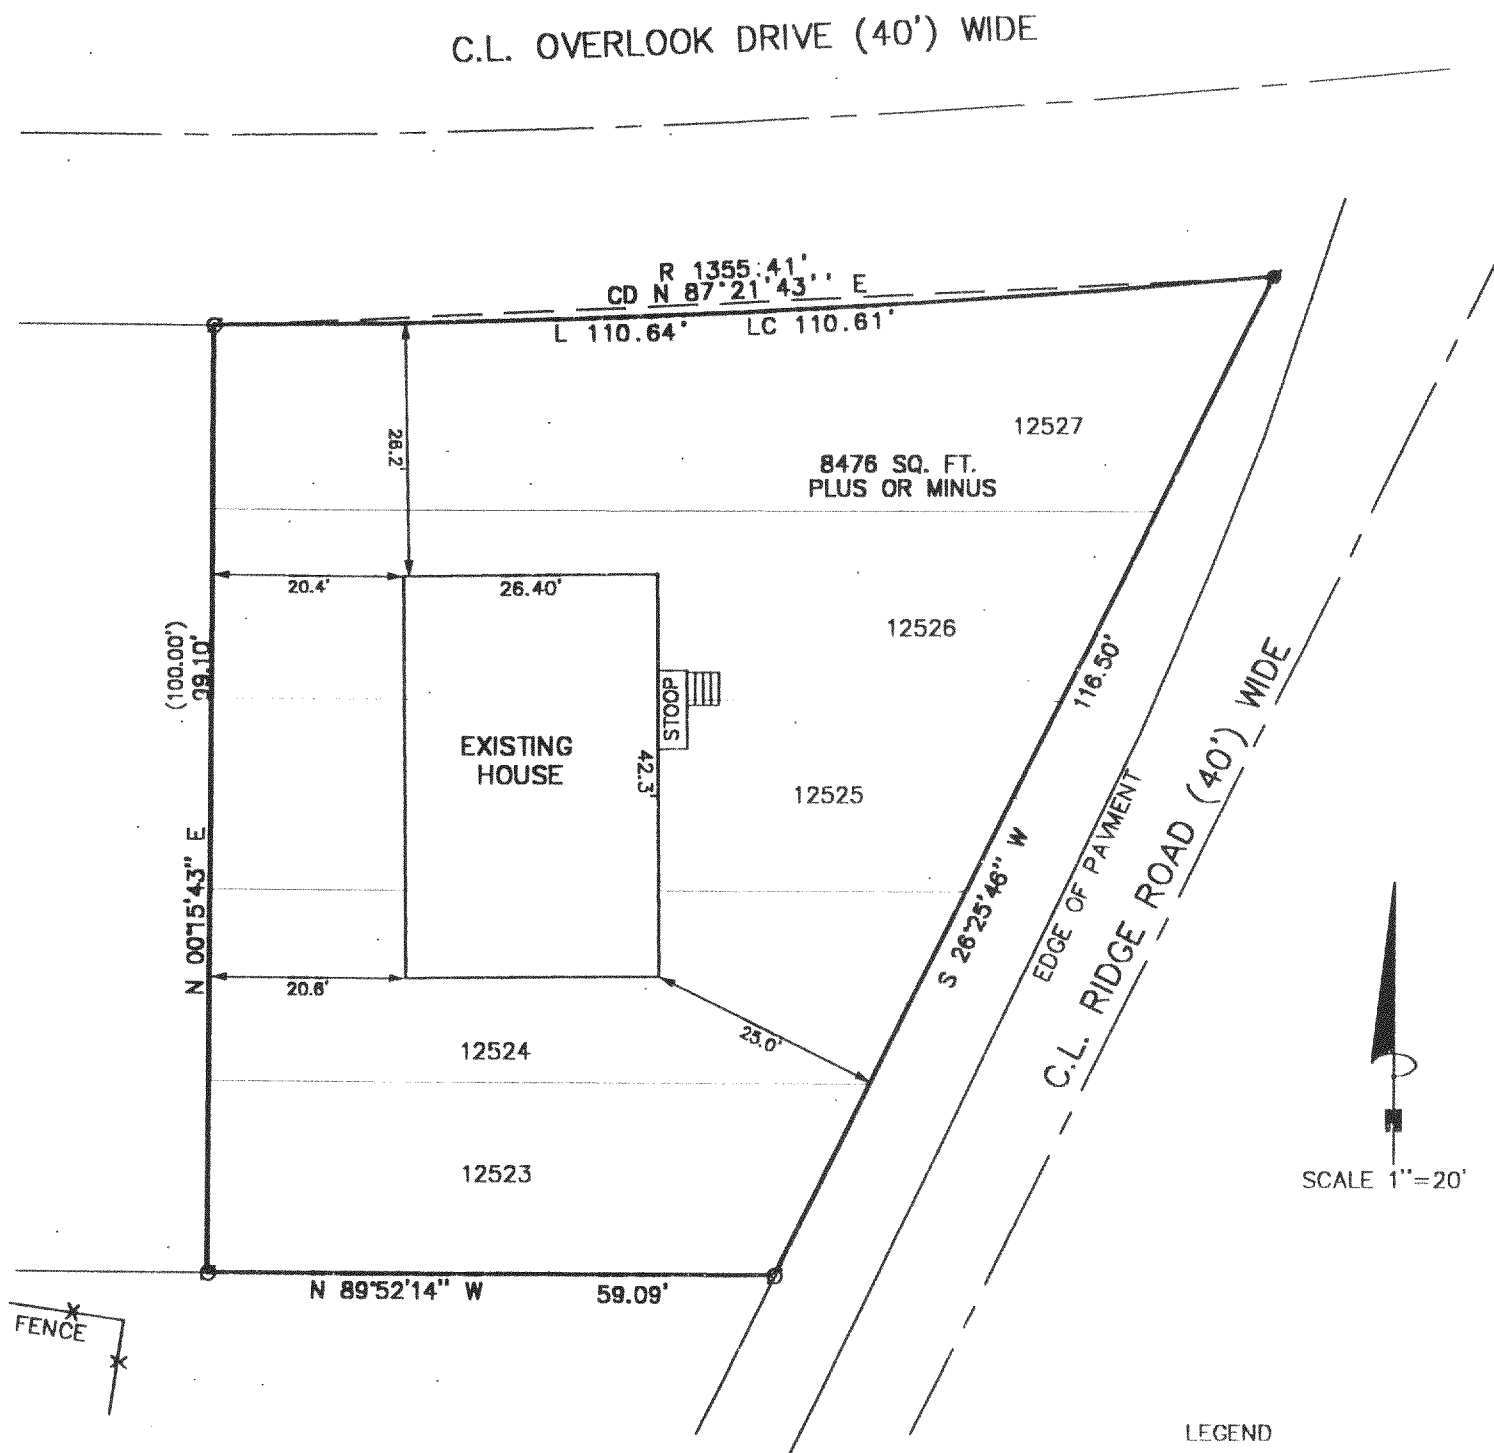 C.L. OVERLOOK DRIVE (40') WIDE
R 1355.41'
CD N 87°21'43'' E
L 110.64' LC 110.61'
26.2'
12527
8476 SQ. FT.
PLUS OR MINUS
20.4'
26.40'
12526
(100.00')
99.10'
116.50'
STOOP
EXISTING
HOUSE
42.3'
12525
N 00°15'43" E
S 26°25'46" W
EDGE OF PAVMENT
C.L. RIDGE ROAD (40') WIDE
20.6'
25.0'
12524
12523
N
SCALE 1''=20'
N 89°52'14" W 59.09'
FENCE
LEGEND